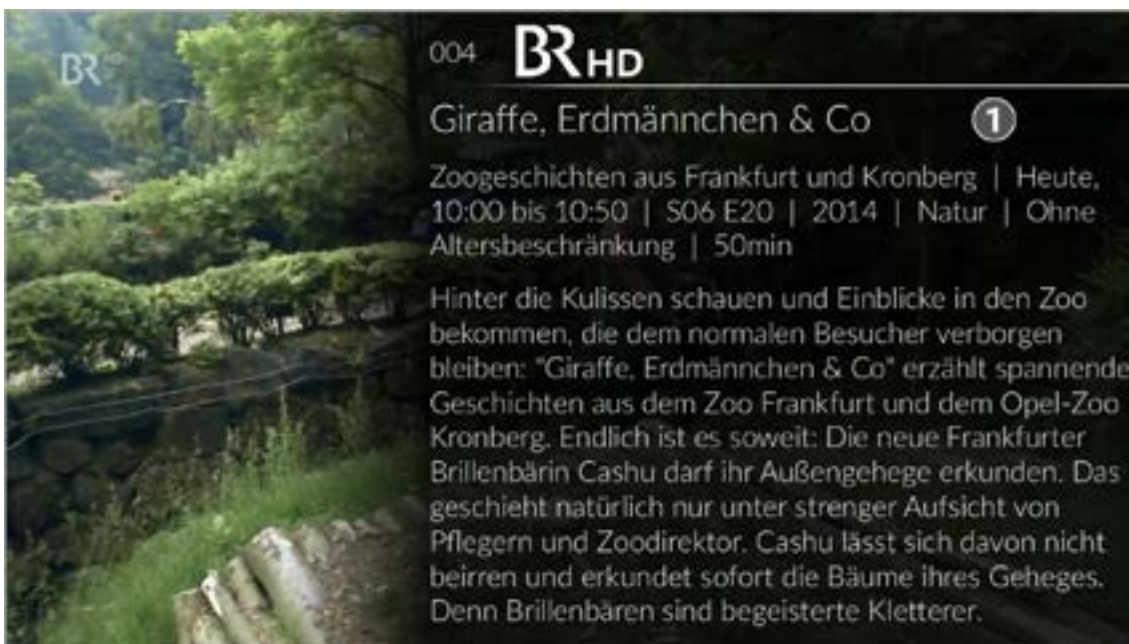 BR
004 BR HD
Giraffe, Erdmännchen & Co 1
Zoogeschichten aus Frankfurt und Kronberg | Heute,
10:00 bis 10:50 | S06 E20 | 2014 | Natur | Ohne
Altersbeschränkung | 50min
Hinter die Kulissen schauen und Einblicke in den Zoo
bekommen, die dem normalen Besucher verborgen
bleiben: "Giraffe, Erdmännchen & Co" erzählt spannende
Geschichten aus dem Zoo Frankfurt und dem Opel-Zoo
Kronberg. Endlich ist es soweit: Die neue Frankfurter
Brillenbärin Cashu darf ihr Außengehege erkunden. Das
geschieht natürlich nur unter strenger Aufsicht von
Pflegern und Zoodirektor. Cashu lässt sich davon nicht
beirren und erkundet sofort die Bäume ihres Geheges.
Denn Brillenbären sind begeisterte Kletterer.